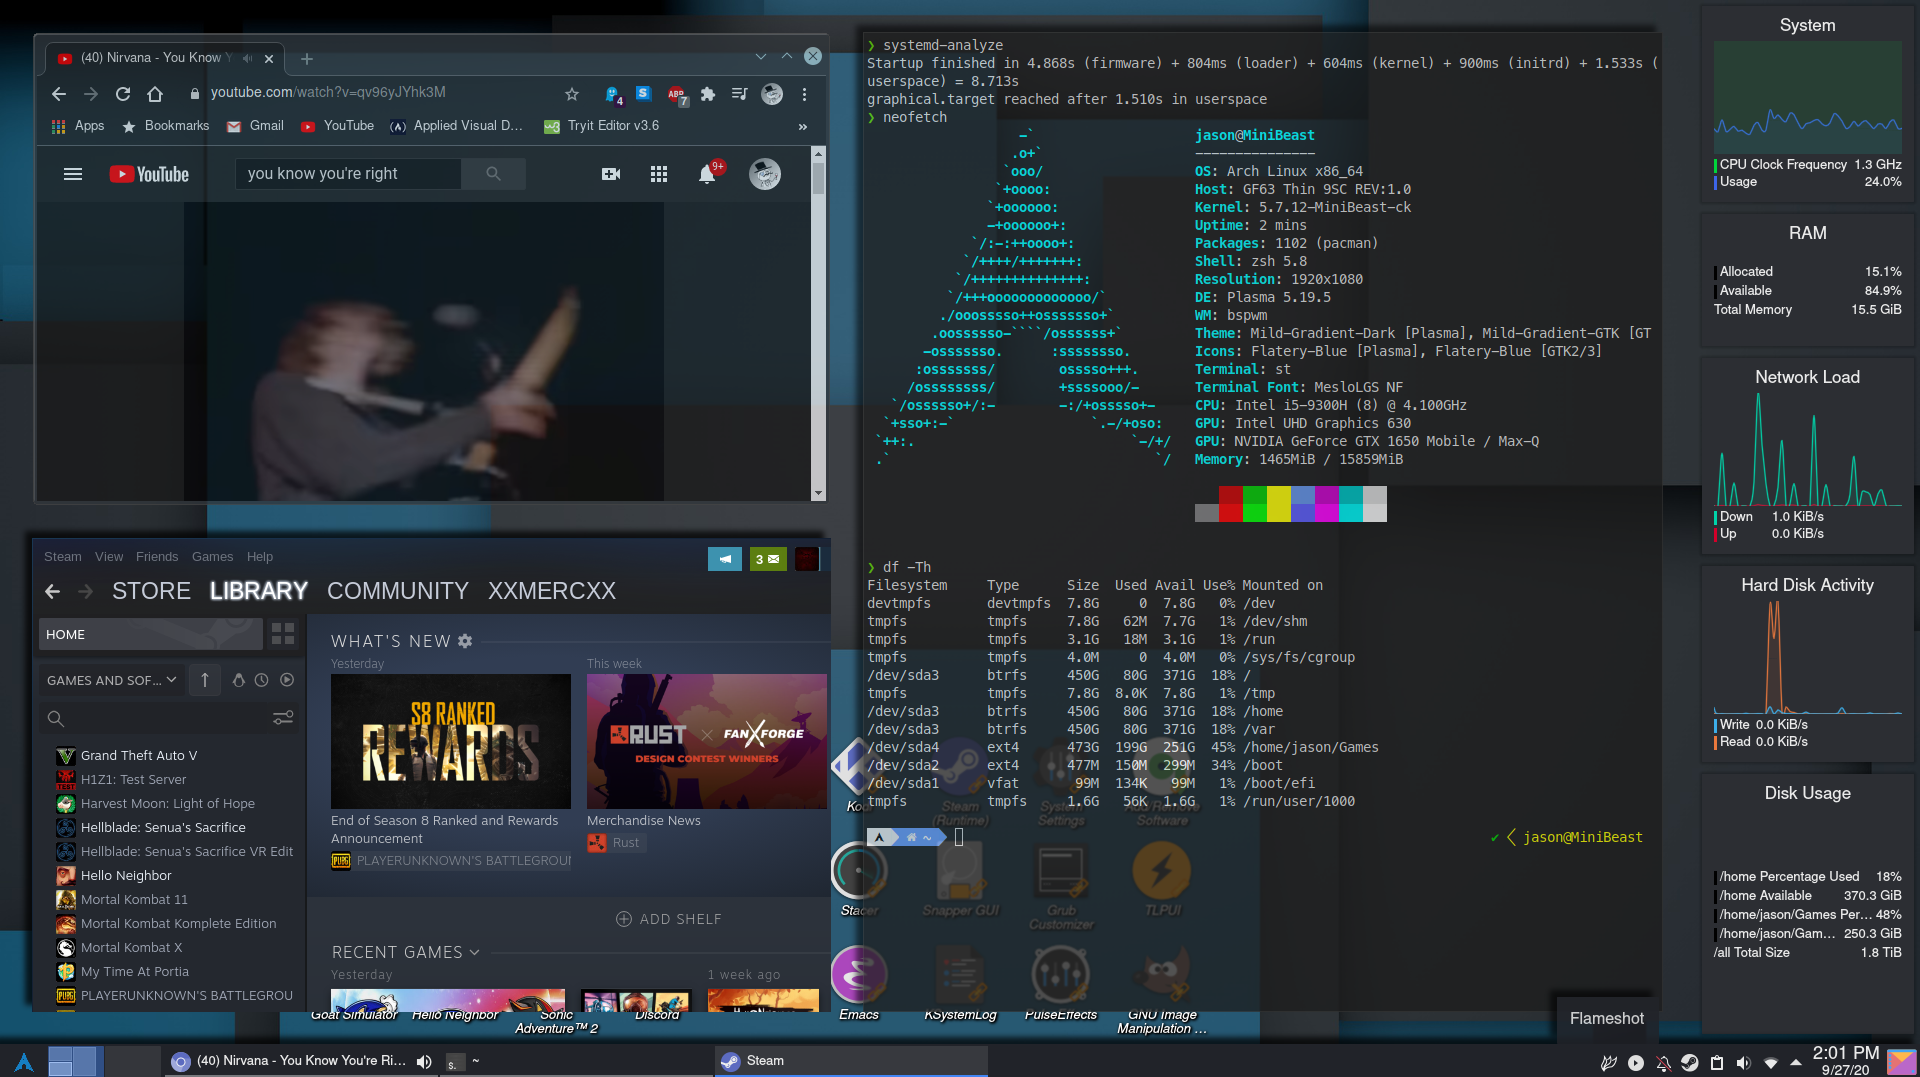 (40) Nirvana - You Know Y
youtube.com/watch?v=qv96yJYhk3M
4
S
ABP
7
Apps
Bookmarks
Gmail
YouTube
Applied Visual D...
Tryit Editor v3.6
»
YouTube
you know you're right
9+
Steam View Friends Games Help
3
STORE LIBRARY COMMUNITY XXMERCXX
HOME
GAMES AND SOF...
Grand Theft Auto V
H1Z1: Test Server
Harvest Moon: Light of Hope
Hellblade: Senua's Sacrifice
Hellblade: Senua's Sacrifice VR Edit
Hello Neighbor
Mortal Kombat 11
Mortal Kombat Komplete Edition
Mortal Kombat X
My Time At Portia
PLAYERUNKNOWN'S BATTLEGROU
WHAT'S NEW
Yesterday
This week
S8 RANKED
REWARDS
RUST × FANXFORGE
DESIGN CONTEST WINNERS
End of Season 8 Ranked and Rewards
Announcement
PUBG
PLAYERUNKNOWN'S BATTLEGROUN
Merchandise News
Rust
ADD SHELF
RECENT GAMES
Yesterday
1 week ago
❯ systemd-analyze
Startup finished in 4.868s (firmware) + 804ms (loader) + 604ms (kernel) + 900ms (initrd) + 1.533s (
userspace) = 8.713s
graphical.target reached after 1.510s in userspace
❯ neofetch
jason@MiniBeast
---------------
OS: Arch Linux x86_64
Host: GF63 Thin 9SC REV:1.0
Kernel: 5.7.12-MiniBeast-ck
Uptime: 2 mins
Packages: 1102 (pacman)
Shell: zsh 5.8
Resolution: 1920x1080
DE: Plasma 5.19.5
WM: bspwm
Theme: Mild-Gradient-Dark [Plasma], Mild-Gradient-GTK [GT
Icons: Flatery-Blue [Plasma], Flatery-Blue [GTK2/3]
Terminal: st
Terminal Font: MesloLGS NF
CPU: Intel i5-9300H (8) @ 4.100GHz
GPU: Intel UHD Graphics 630
GPU: NVIDIA GeForce GTX 1650 Mobile / Max-Q
Memory: 1465MiB / 15859MiB
❯ df -Th
Filesystem Type Size Used Avail Use% Mounted on
devtmpfs devtmpfs 7.8G 0 7.8G 0% /dev
tmpfs tmpfs 7.8G 62M 7.7G 1% /dev/shm
tmpfs tmpfs 3.1G 18M 3.1G 1% /run
tmpfs tmpfs 4.0M 0 4.0M 0% /sys/fs/cgroup
/dev/sda3 btrfs 450G 80G 371G 18% /
tmpfs tmpfs 7.8G 8.0K 7.8G 1% /tmp
/dev/sda3 btrfs 450G 80G 371G 18% /home
/dev/sda3 btrfs 450G 80G 371G 18% /var
/dev/sda4 ext4 473G 199G 251G 45% /home/jason/Games
/dev/sda2 ext4 477M 150M 299M 34% /boot
/dev/sda1 vfat 99M 134K 99M 1% /boot/efi
tmpfs tmpfs 1.6G 56K 1.6G 1% /run/user/1000
~
✔ jason@MiniBeast
Kodi
Steam
(Runtime)
System
Settings
Add/Remove
Software
Stacer
Snapper GUI
Grub
Customizer
TLPUI
Goat Simulator
Hello Neighbor
Sonic
Adventure™ 2
Discord
Emacs
KSystemLog
PulseEffects
GNU Image
Manipulation ...
System
CPU Clock Frequency 1.3 GHz
Usage 24.0%
RAM
Allocated 15.1%
Available 84.9%
Total Memory 15.5 GiB
Network Load
Down 1.0 KiB/s
Up 0.0 KiB/s
Hard Disk Activity
Write 0.0 KiB/s
Read 0.0 KiB/s
Disk Usage
/home Percentage Used 18%
/home Available 370.3 GiB
/home/jason/Games Per... 48%
/home/jason/Gam... 250.3 GiB
/all Total Size 1.8 TiB
Flameshot
(40) Nirvana - You Know You're Ri...
s.
~
Steam
2:01 PM
9/27/20